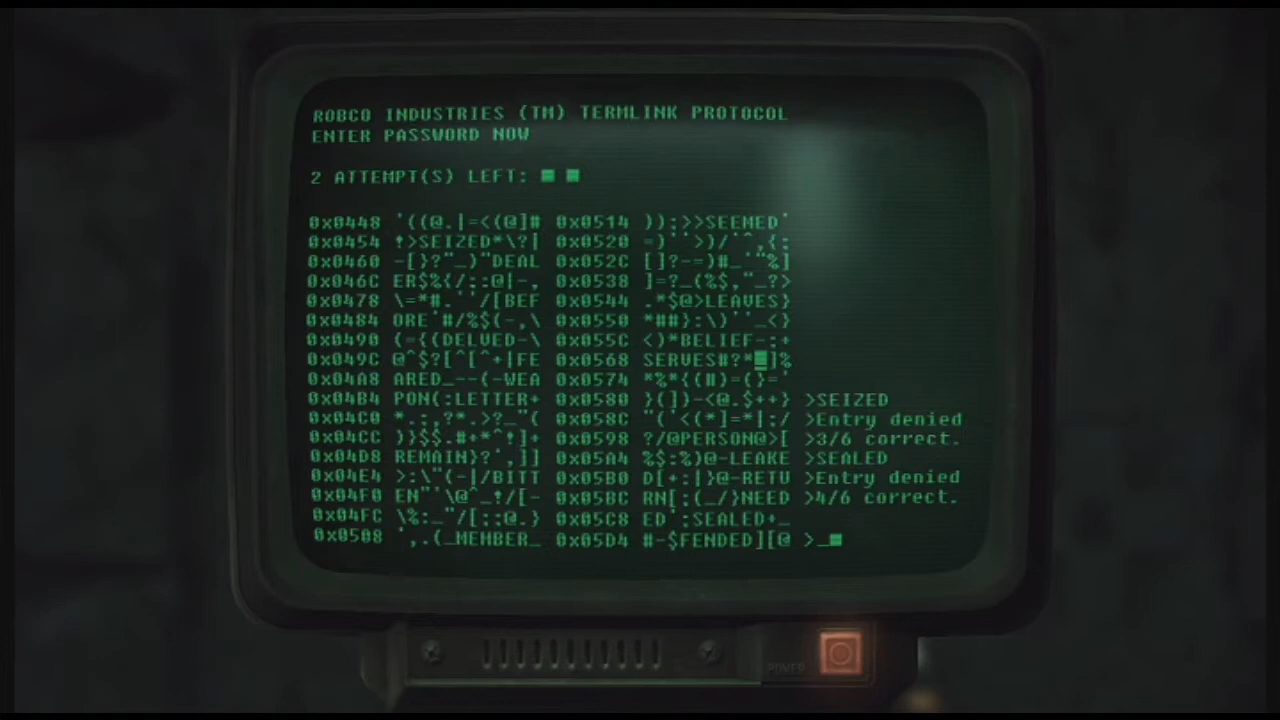 ROBCO INDUSTRIES (TM) TERMLINK PROTOCOL
ENTER PASSWORD NOW
2 ATTEMPT(S) LEFT: ■ ■
0x0448 '((@.|=<((@]# 0x0514 ));>>SEEMED'
0x0454 !>SEIZED*\?| 0x0520 =)'`>)/'^,{:
0x0460 -[}?"_)"DEAL 0x052C []?-=)#_'"%]
0x046C ER$%{/;:@|-, 0x0538 ]=?_(%$,"_?>
0x0478 \=*#.'`/[BEF 0x0544 .*$@>LEAVES}
0x0484 ORE'#/%$(-,\ 0x0550 *##}:\)'`_<}
0x0490 (={(DELVED-\ 0x055C <)*BELIEF-;+
0x049C @^$?[^[^+|FE 0x0568 SERVES#?*■]%
0x04A8 ARED_--(-WEA 0x0574 *%*{(#)=(}='
0x04B4 PON(:LETTER+ 0x0580 }(])-<@.$++} >SEIZED
0x04C0 *.:,?*.>?_"( 0x058C "('<(*]=*|;/ >Entry denied
0x04CC )}$$.#+*^!]+ 0x0598 ?/@PERSON@>[ >3/6 correct.
0x04D8 REMAIN}?',]] 0x05A4 %$:%)@-LEAKE >SEALED
0x04E4 >:\"(-|/BITT 0x05B0 D[+:|}@-RETU >Entry denied
0x04F0 EN"'\@^_!/[- 0x05BC RN[;(_/}NEED >4/6 correct.
0x04FC \%:_"/[::@.} 0x05C8 ED':SEALED+_
0x0508 ',.(_MEMBER_ 0x05D4 #-$FENDED][@ >_■
POWER